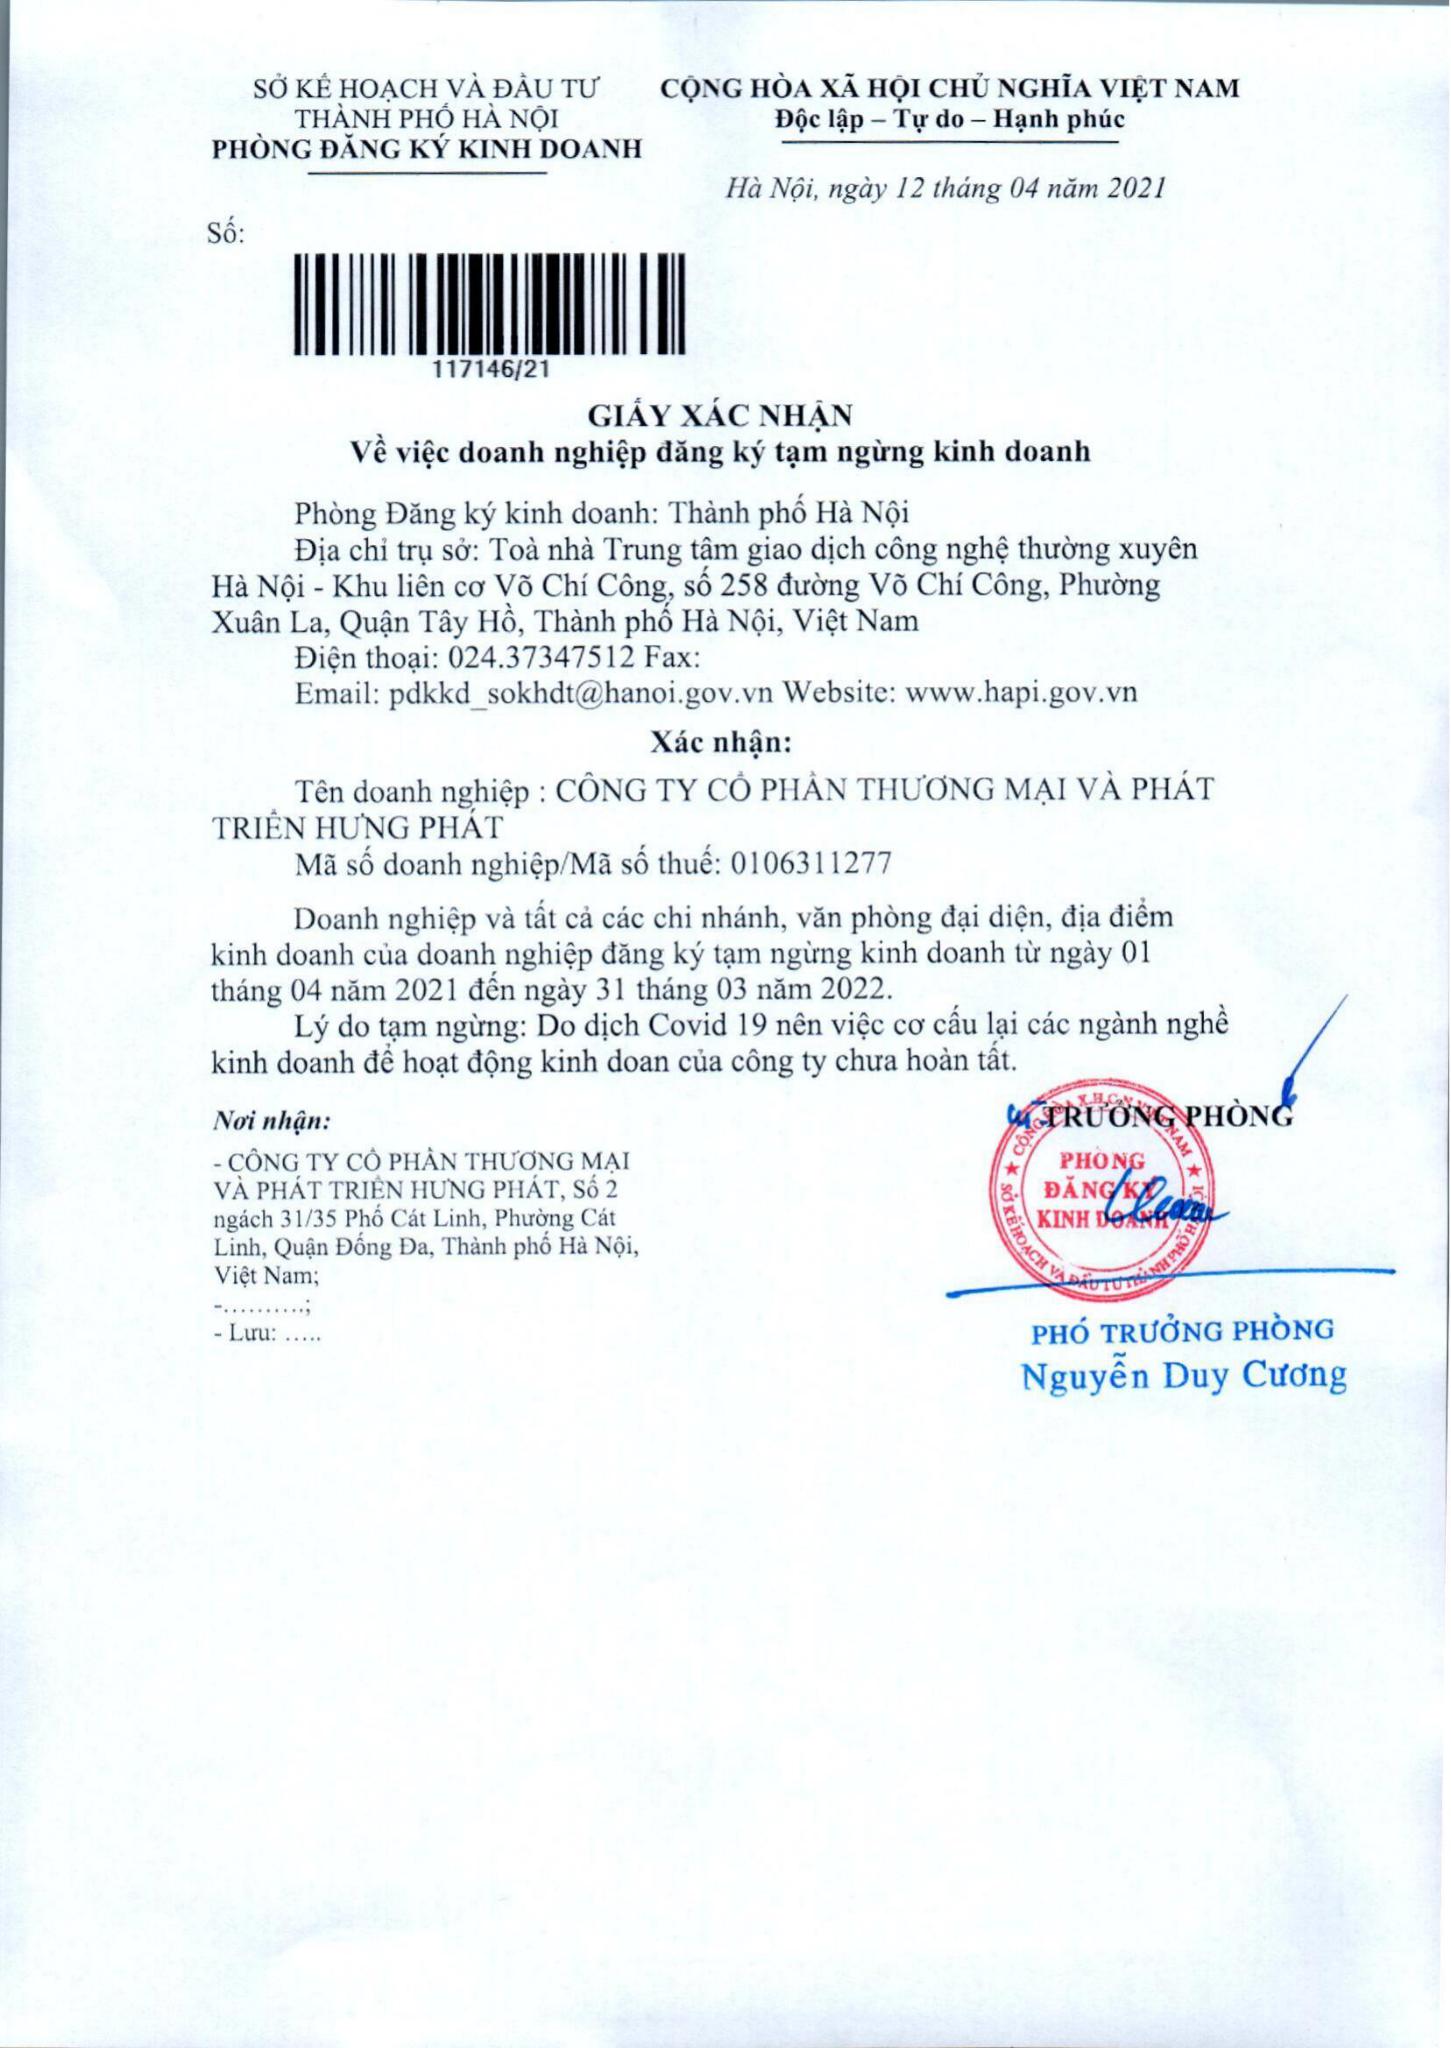 SỞ KẾ HOẠCH VÀ ĐẦU TƯ
THÀNH PHỐ HÀ NỘI
PHÒNG ĐĂNG KÝ KINH DOANH
CỘNG HÒA XÃ HỘI CHỦ NGHĨA VIỆT NAM
Độc lập – Tự do – Hạnh phúc
Hà Nội, ngày 12 tháng 04 năm 2021
Số:
117146/21
GIẤY XÁC NHẬN
Về việc doanh nghiệp đăng ký tạm ngừng kinh doanh
Phòng Đăng ký kinh doanh: Thành phố Hà Nội
Địa chỉ trụ sở: Toà nhà Trung tâm giao dịch công nghệ thường xuyên
Hà Nội - Khu liên cơ Võ Chí Công, số 258 đường Võ Chí Công, Phường
Xuân La, Quận Tây Hồ, Thành phố Hà Nội, Việt Nam
Điện thoại: 024.37347512 Fax:
Email: pdkkd_sokhdt@hanoi.gov.vn Website: www.hapi.gov.vn
Xác nhận:
Tên doanh nghiệp : CÔNG TY CỔ PHẦN THƯƠNG MẠI VÀ PHÁT
TRIỂN HƯNG PHÁT
Mã số doanh nghiệp/Mã số thuế: 0106311277
Doanh nghiệp và tất cả các chi nhánh, văn phòng đại diện, địa điểm
kinh doanh của doanh nghiệp đăng ký tạm ngừng kinh doanh từ ngày 01
tháng 04 năm 2021 đến ngày 31 tháng 03 năm 2022.
Lý do tạm ngừng: Do dịch Covid 19 nên việc cơ cấu lại các ngành nghề
kinh doanh để hoạt động kinh doan của công ty chưa hoàn tất.
Nơi nhận:
- CÔNG TY CỔ PHẦN THƯƠNG MẠI
VÀ PHÁT TRIỂN HƯNG PHÁT, Số 2
ngách 31/35 Phố Cát Linh, Phường Cát
Linh, Quận Đống Đa, Thành phố Hà Nội,
Việt Nam;
-……….;
- Lưu: …..
TRƯỞNG PHÒNG
CỘNG HÒA X.H.C.N VIỆT NAM
PHÒNG
ĐĂNG KÝ
KINH DOANH
SỞ KẾ HOẠCH VÀ ĐẦU TƯ THÀNH PHỐ HÀ NỘI
PHÓ TRƯỞNG PHÒNG
Nguyễn Duy Cương